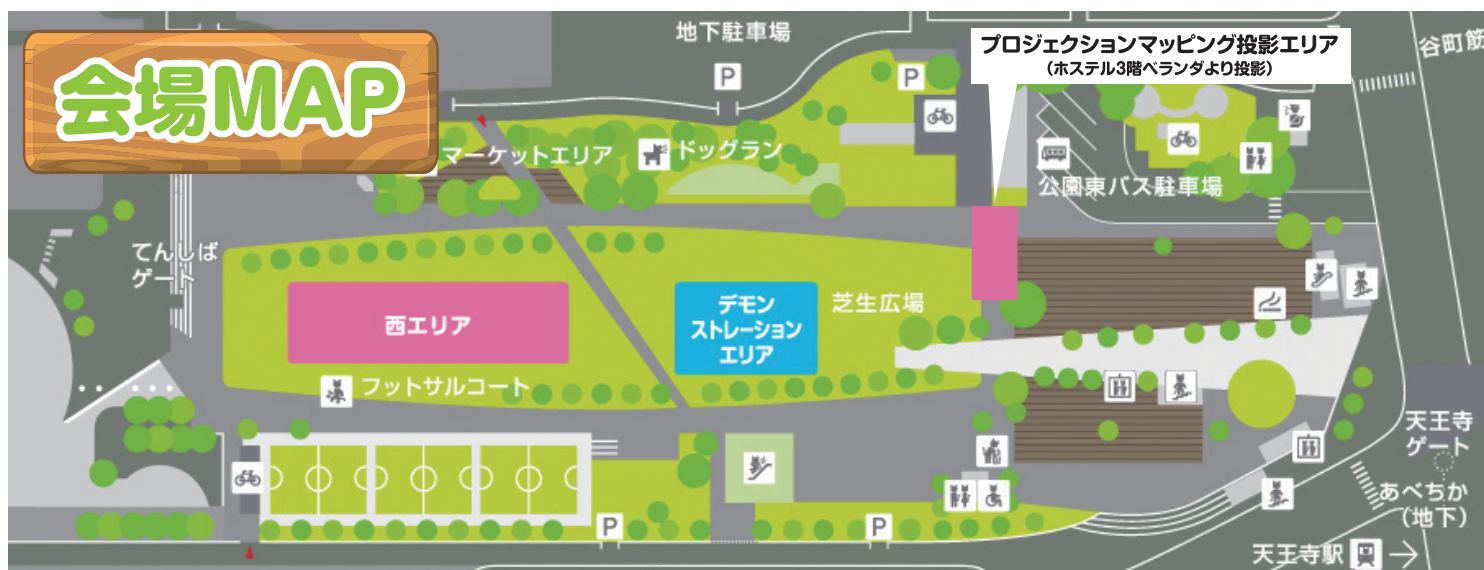 会場MAP
地下駐車場
P
P
プロジェクションマッピング投影エリア
（ホステル3階ベランダより投影）
谷町筋
マーケットエリア
ドッグラン
公園東バス駐車場
てんしば
ゲート
西エリア
デモン
ストレーション
エリア
芝生広場
フットサルコート
天王寺
ゲート
あべちか
（地下）
P
P
天王寺駅